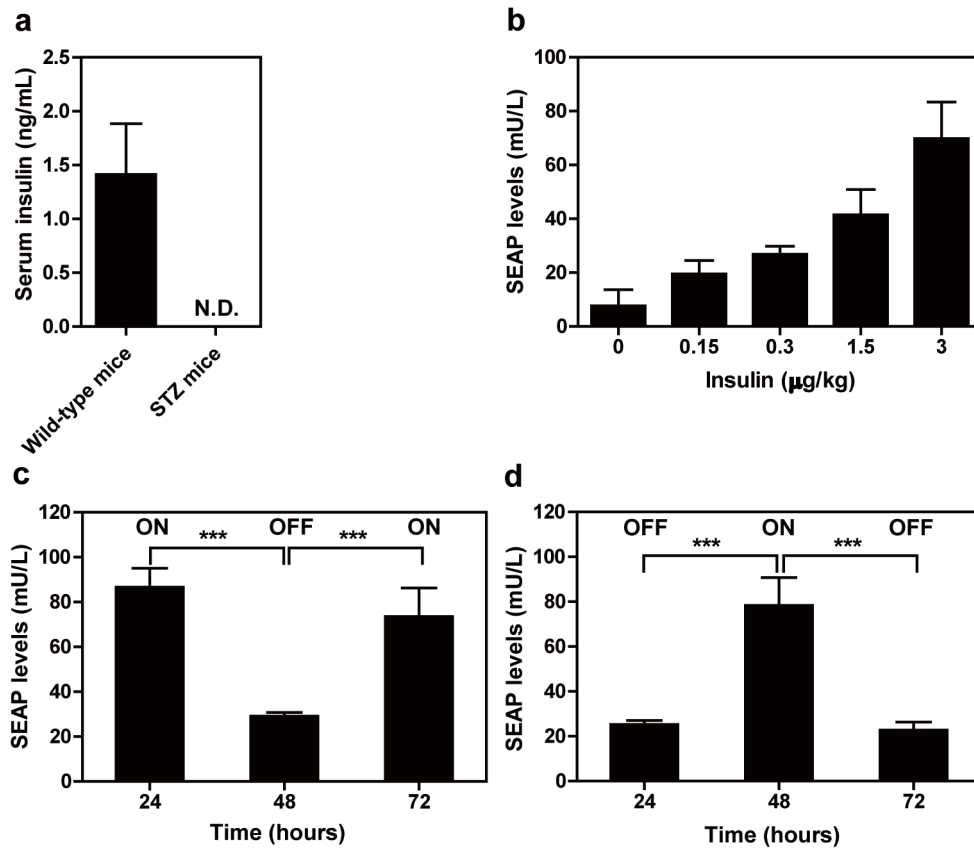 a
Serum insulin (ng/mL)
2.5
2.0
1.5
1.0
0.5
0.0
N.D.
Wild-type mice
STZ mice
b
SEAP levels (mU/L)
100
80
60
40
20
0
0 0.15 0.3 1.5 3
Insulin (μg/kg)
c
SEAP levels (mU/L)
120
100
80
60
40
20
0
ON OFF ON
*** ***
24 48 72
Time (hours)
d
SEAP levels (mU/L)
120
100
80
60
40
20
0
OFF ON OFF
*** ***
24 48 72
Time (hours)